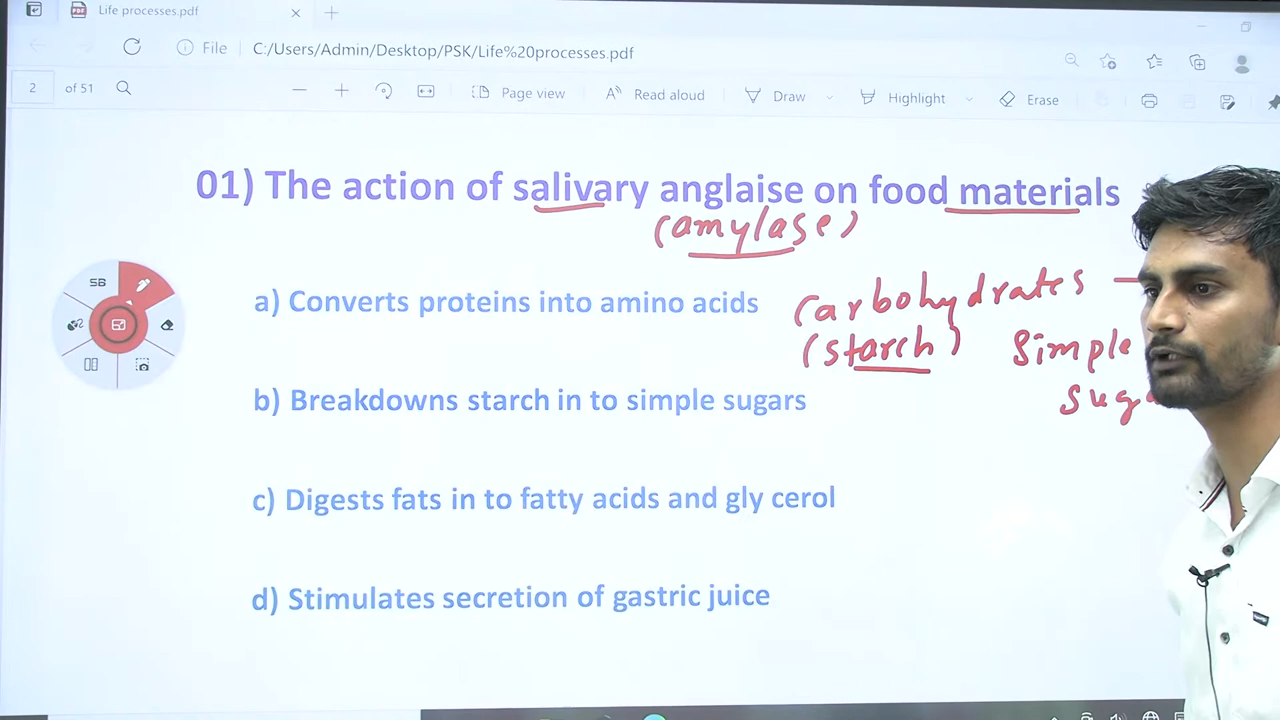 Life processes.pdf
File C:/Users/Admin/Desktop/PSK/Life%20processes.pdf
2 of 51 Page view Read aloud Draw Highlight Erase
01) The action of salivary anglaise on food materials
(amylase)
SB
a) Converts proteins into amino acids
Carbohydrates
(starch) Simple
b) Breakdowns starch in to simple sugars
c) Digests fats in to fatty acids and gly cerol
d) Stimulates secretion of gastric juice